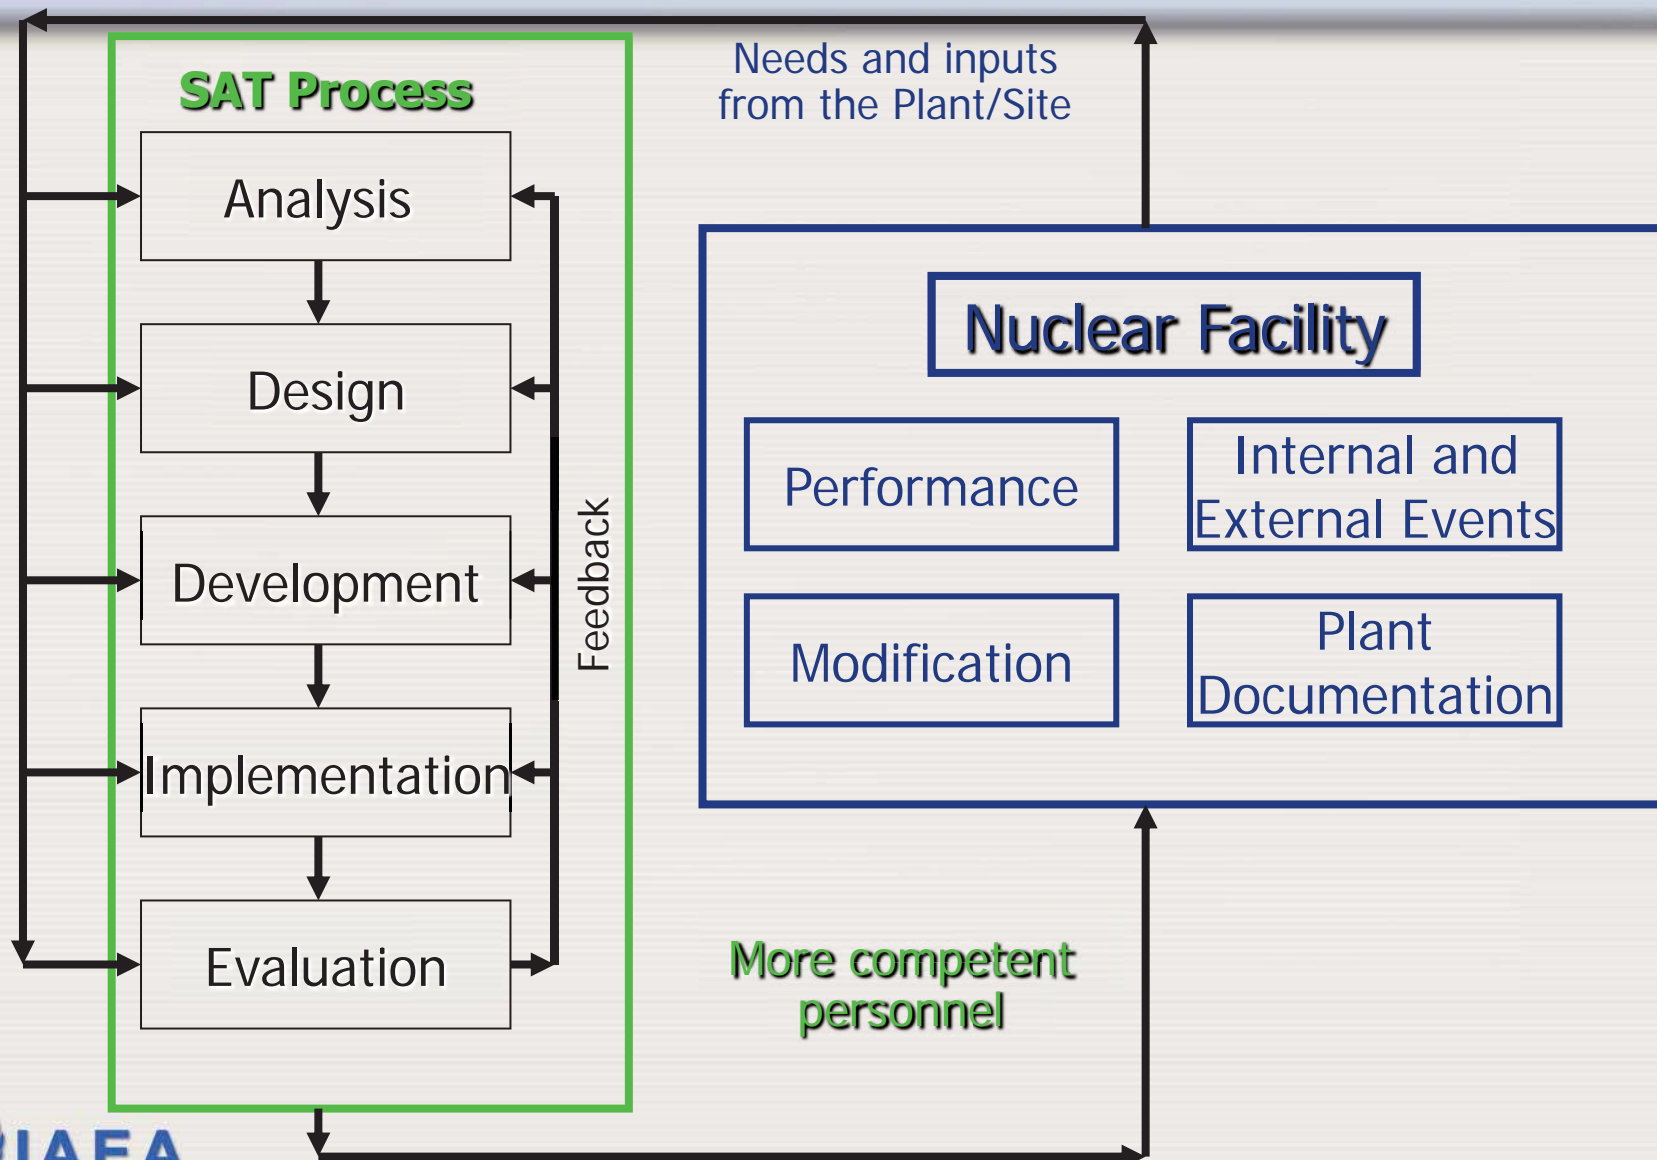 SAT Process
Analysis
Design
Development
Implementation
Evaluation
Feedback
Needs and inputs
from the Plant/Site
Nuclear Facility
Performance
Internal and
External Events
Modification
Plant
Documentation
More competent
personnel
IAEA